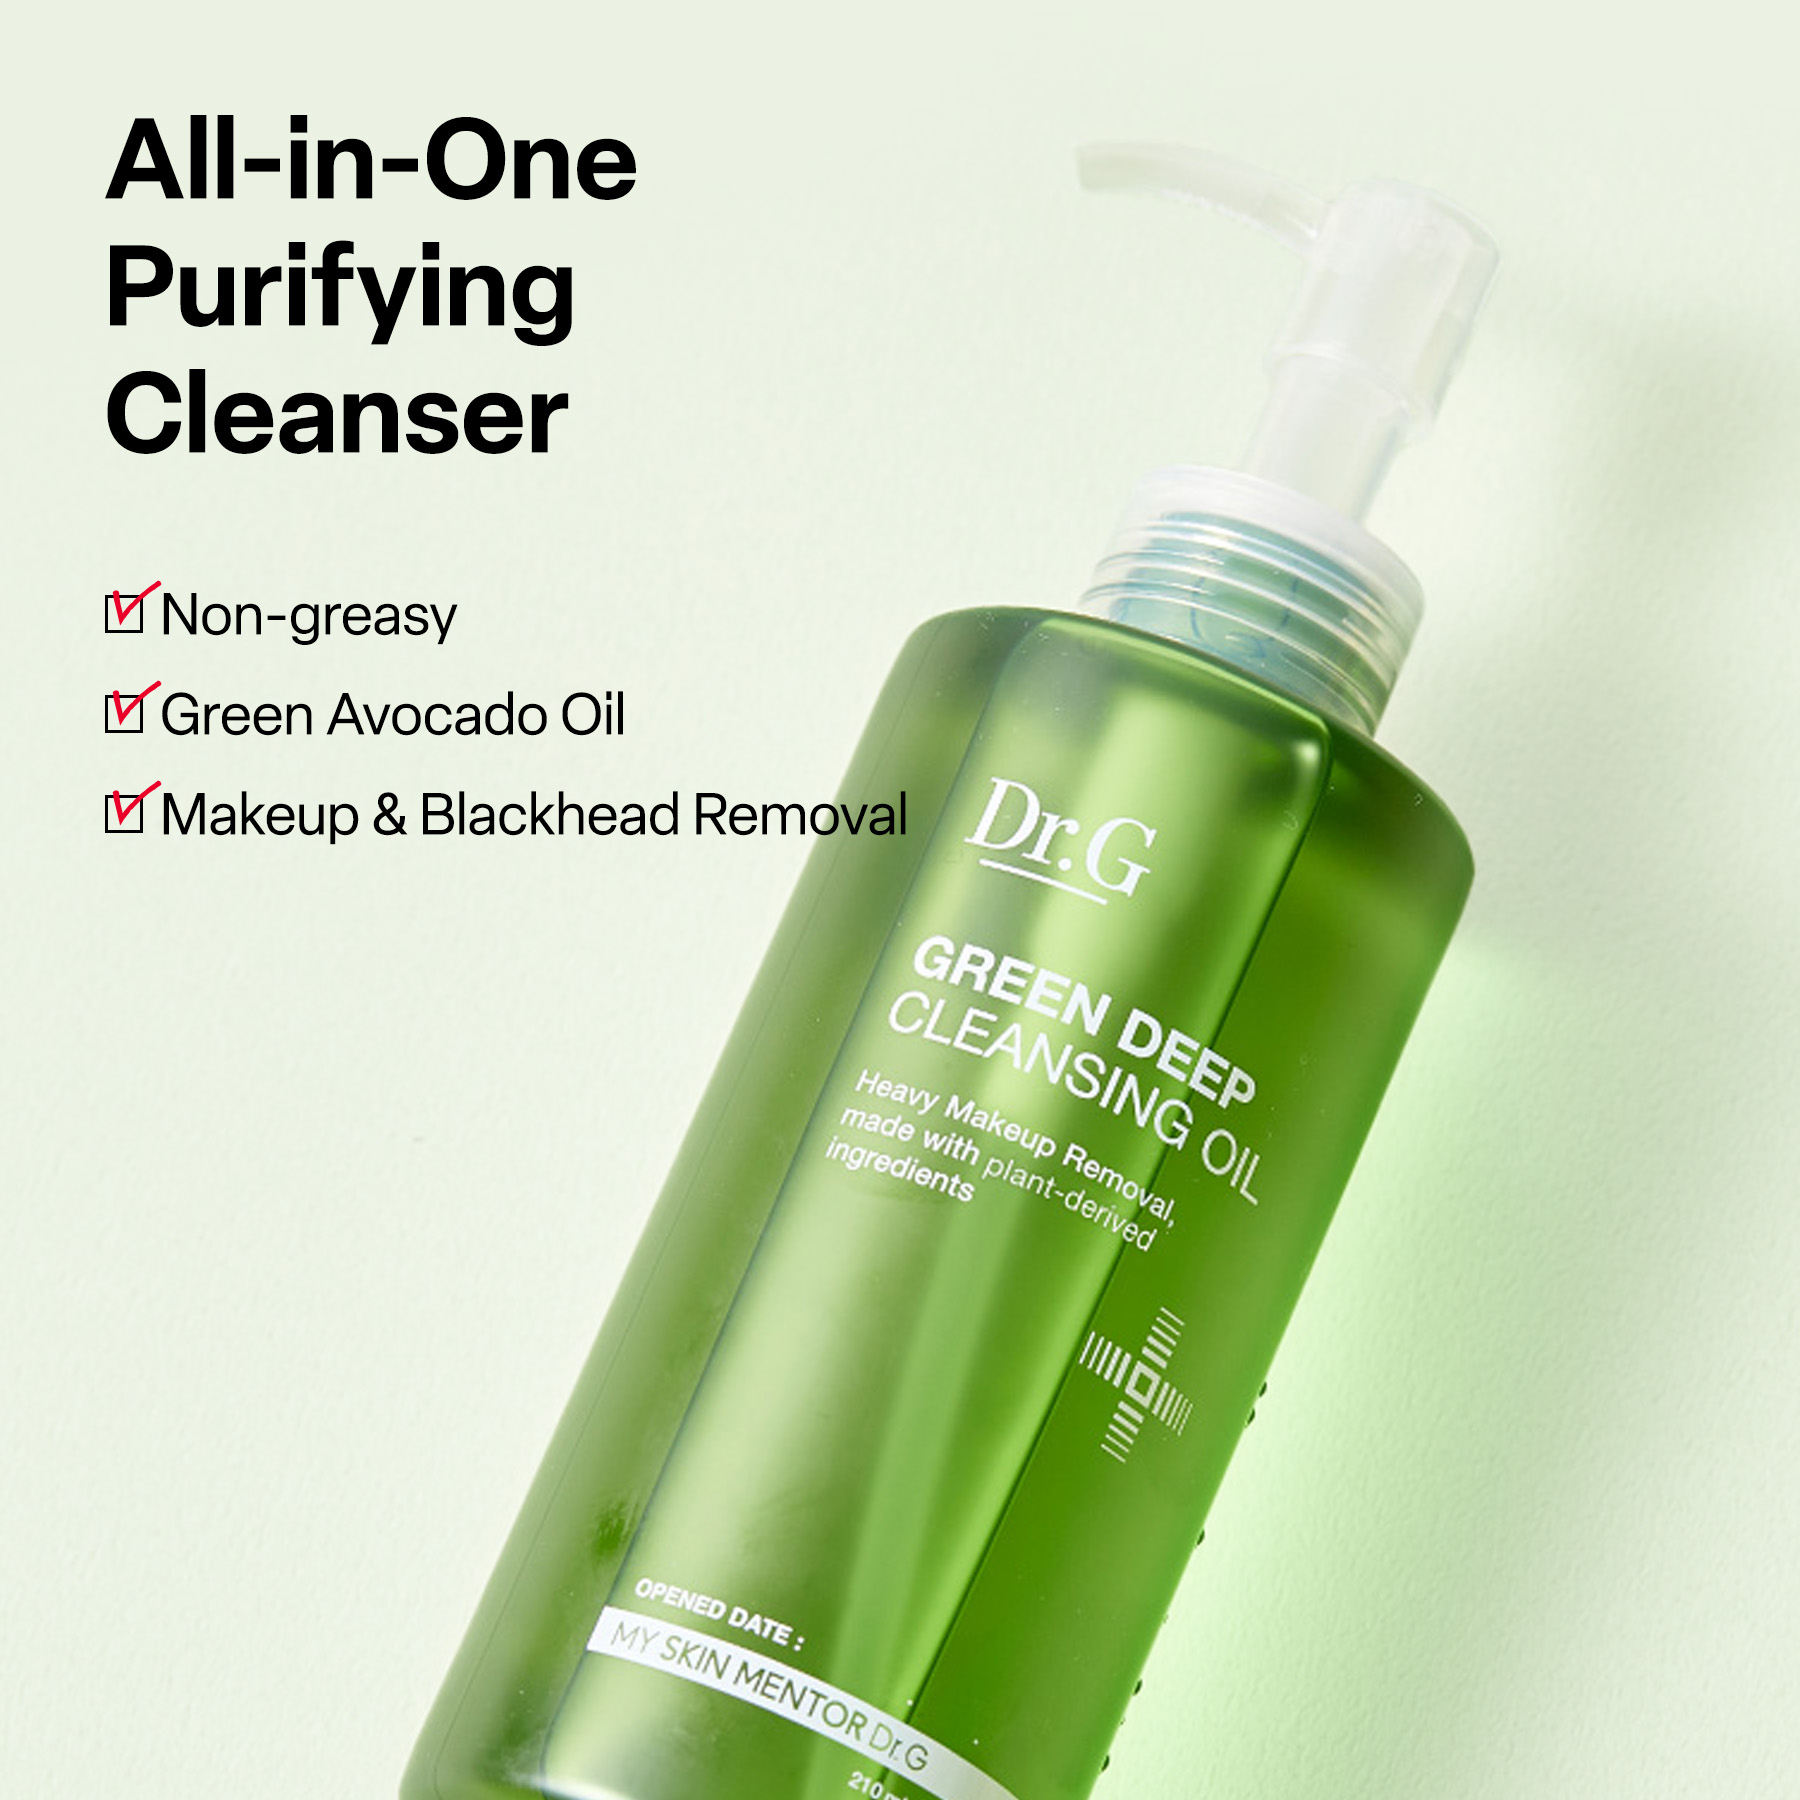 All-in-One
Purifying
Cleanser
Non-greasy
Green Avocado Oil
Makeup & Blackhead Removal
Dr.G
GREEN DEEP
CLEANSING OIL
Heavy Makeup Removal,
made with plant-derived
ingredients
OPENED DATE :
MY SKIN MENTOR Dr.G